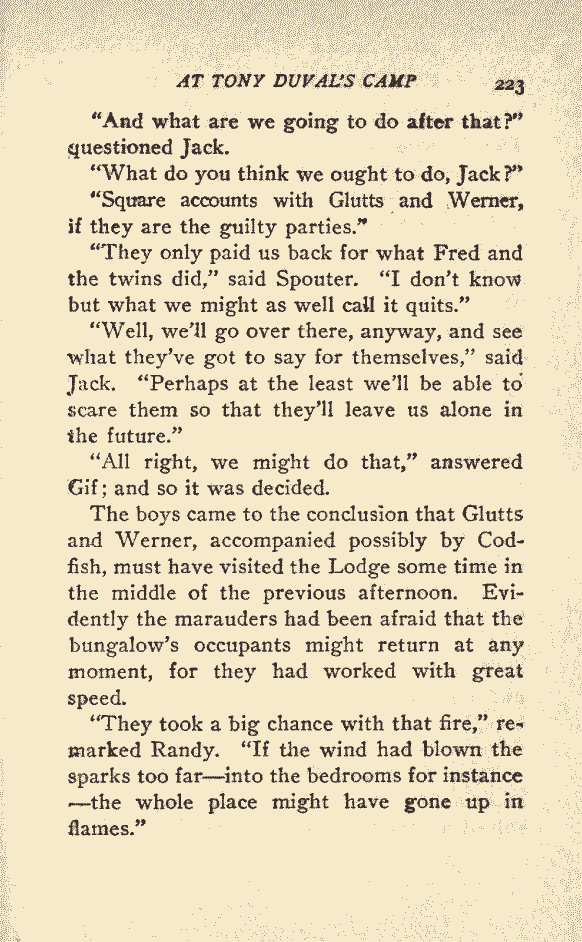 AT TONY DUVAL'S CAMP 223
"And what are we going to do after that?"
questioned Jack.
"What do you think we ought to do, Jack?"
"Square accounts with Glutts and Werner,
if they are the guilty parties."
"They only paid us back for what Fred and
the twins did," said Spouter. "I don't know
but what we might as well call it quits."
"Well, we'll go over there, anyway, and see
what they've got to say for themselves," said
Jack. "Perhaps at the least we'll be able to
scare them so that they'll leave us alone in
the future."
"All right, we might do that," answered
Gif; and so it was decided.
The boys came to the conclusion that Glutts
and Werner, accompanied possibly by Cod-
fish, must have visited the Lodge some time in
the middle of the previous afternoon. Evi-
dently the marauders had been afraid that the
bungalow's occupants might return at any
moment, for they had worked with great
speed.
"They took a big chance with that fire," re-
marked Randy. "If the wind had blown the
sparks too far—into the bedrooms for instance
—the whole place might have gone up in
flames."